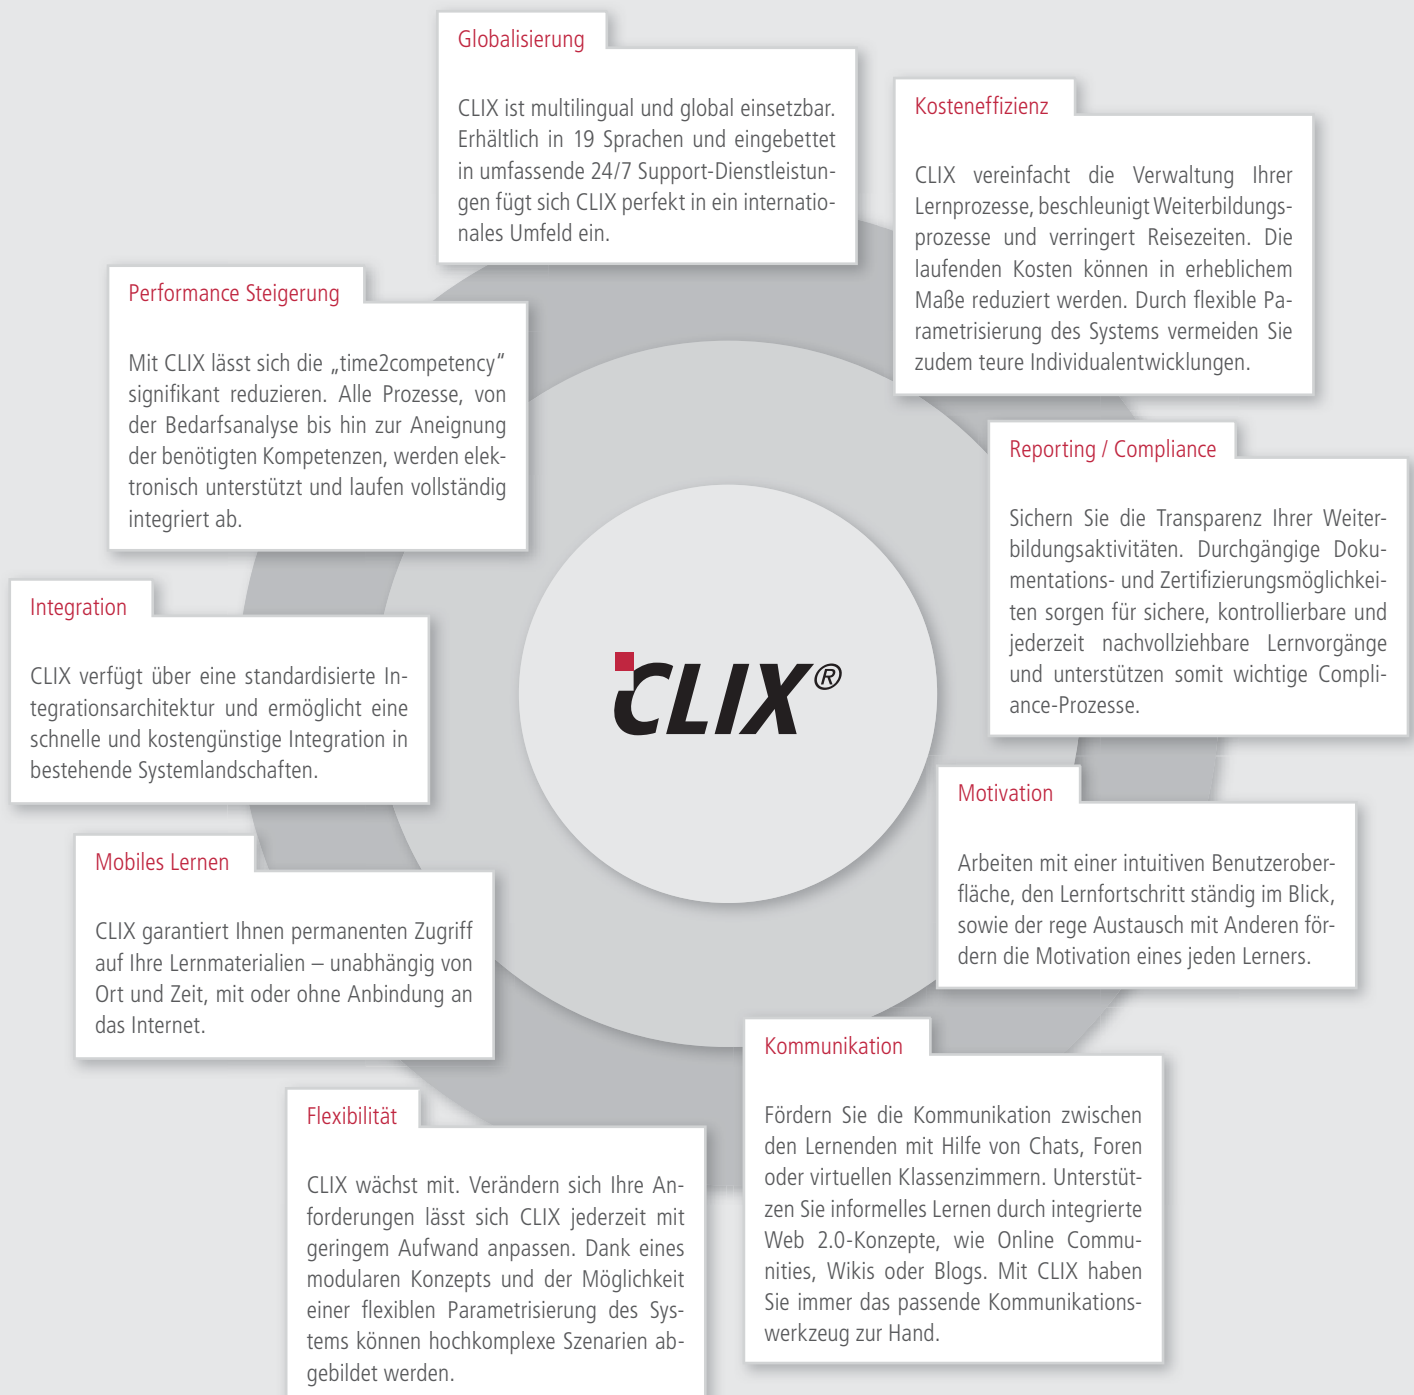 Globalisierung
CLIX ist multilingual und global einsetzbar.
Erhältlich in 19 Sprachen und eingebettet
in umfassende 24/7 Support-Dienstleistun-
gen fügt sich CLIX perfekt in ein internatio-
nales Umfeld ein.
Kosteneffizienz
CLIX vereinfacht die Verwaltung Ihrer
Lernprozesse, beschleunigt Weiterbildungs-
prozesse und verringert Reisezeiten. Die
laufenden Kosten können in erheblichem
Maße reduziert werden. Durch flexible Pa-
rametrisierung des Systems vermeiden Sie
zudem teure Individualentwicklungen.
Performance Steigerung
Mit CLIX lässt sich die „time2competency“
signifikant reduzieren. Alle Prozesse, von
der Bedarfsanalyse bis hin zur Aneignung
der benötigten Kompetenzen, werden elek-
tronisch unterstützt und laufen vollständig
integriert ab.
Reporting / Compliance
Sichern Sie die Transparenz Ihrer Weiter-
bildungsaktivitäten. Durchgängige Doku-
mentations- und Zertifizierungsmöglichkei-
ten sorgen für sichere, kontrollierbare und
jederzeit nachvollziehbare Lernvorgänge
und unterstützen somit wichtige Compli-
ance-Prozesse.
Integration
CLIX verfügt über eine standardisierte In-
tegrationsarchitektur und ermöglicht eine
schnelle und kostengünstige Integration in
bestehende Systemlandschaften.
CLIX®
Motivation
Arbeiten mit einer intuitiven Benutzerober-
fläche, den Lernfortschritt ständig im Blick,
sowie der rege Austausch mit Anderen för-
dern die Motivation eines jeden Lerners.
Mobiles Lernen
CLIX garantiert Ihnen permanenten Zugriff
auf Ihre Lernmaterialien – unabhängig von
Ort und Zeit, mit oder ohne Anbindung an
das Internet.
Kommunikation
Fördern Sie die Kommunikation zwischen
den Lernenden mit Hilfe von Chats, Foren
oder virtuellen Klassenzimmern. Unterstüt-
zen Sie informelles Lernen durch integrierte
Web 2.0-Konzepte, wie Online Commu-
nities, Wikis oder Blogs. Mit CLIX haben
Sie immer das passende Kommunikations-
werkzeug zur Hand.
Flexibilität
CLIX wächst mit. Verändern sich Ihre An-
forderungen lässt sich CLIX jederzeit mit
geringem Aufwand anpassen. Dank eines
modularen Konzepts und der Möglichkeit
einer flexiblen Parametrisierung des Sys-
tems können hochkomplexe Szenarien ab-
gebildet werden.